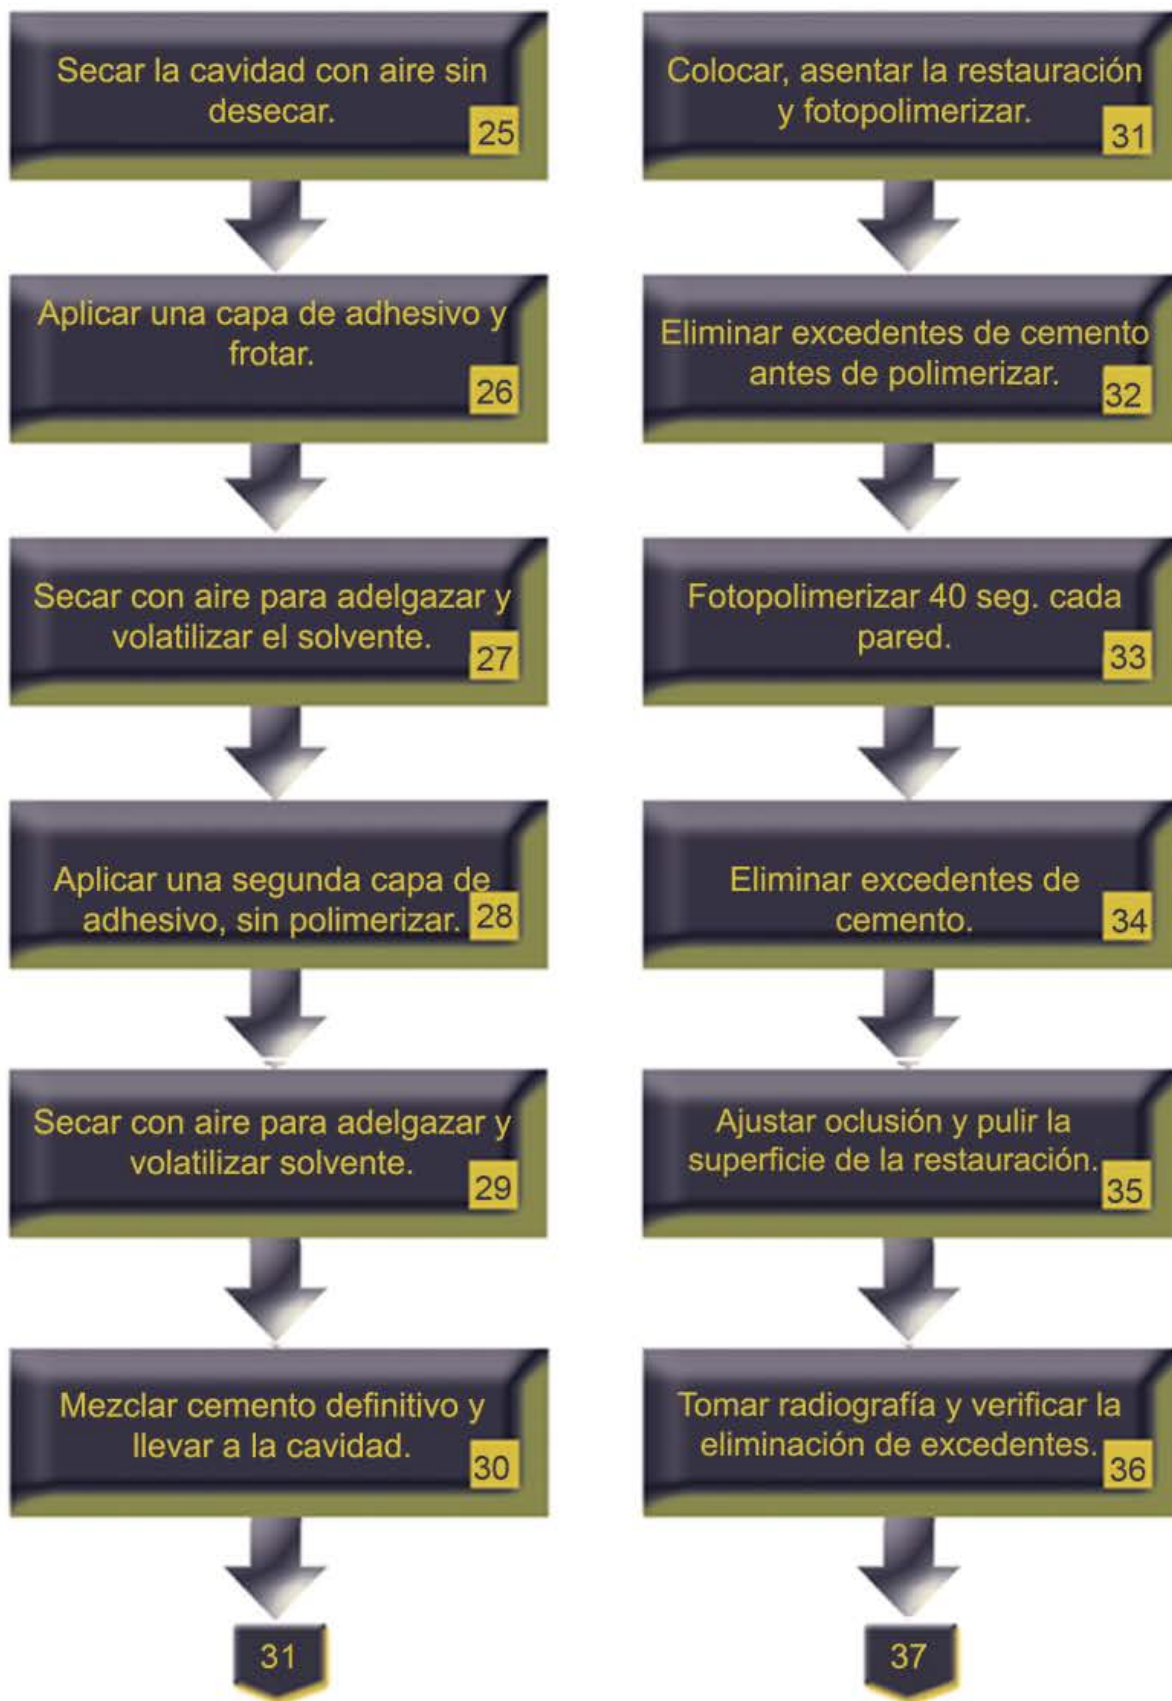 Secar la cavidad con aire sin
desecar.
25
Aplicar una capa de adhesivo y
frotar.
26
Secar con aire para adelgazar y
volatilizar el solvente.
27
Aplicar una segunda capa de
adhesivo, sin polimerizar.
28
Secar con aire para adelgazar y
volatilizar solvente.
29
Mezclar cemento definitivo y
llevar a la cavidad.
30
31
Colocar, asentar la restauración
y fotopolimerizar.
31
Eliminar excedentes de cemento
antes de polimerizar.
32
Fotopolimerizar 40 seg. cada
pared.
33
Eliminar excedentes de
cemento.
34
Ajustar oclusión y pulir la
superficie de la restauración.
35
Tomar radiografía y verificar la
eliminación de excedentes.
36
37